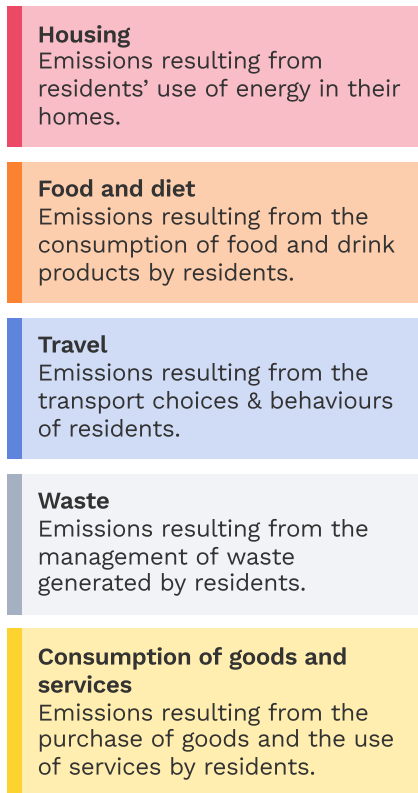 Housing
Emissions resulting from
residents’ use of energy in their
homes.
Food and diet
Emissions resulting from the
consumption of food and drink
products by residents.
Travel
Emissions resulting from the
transport choices & behaviours
of residents.
Waste
Emissions resulting from the
management of waste
generated by residents.
Consumption of goods and
services
Emissions resulting from the
purchase of goods and the use
of services by residents.